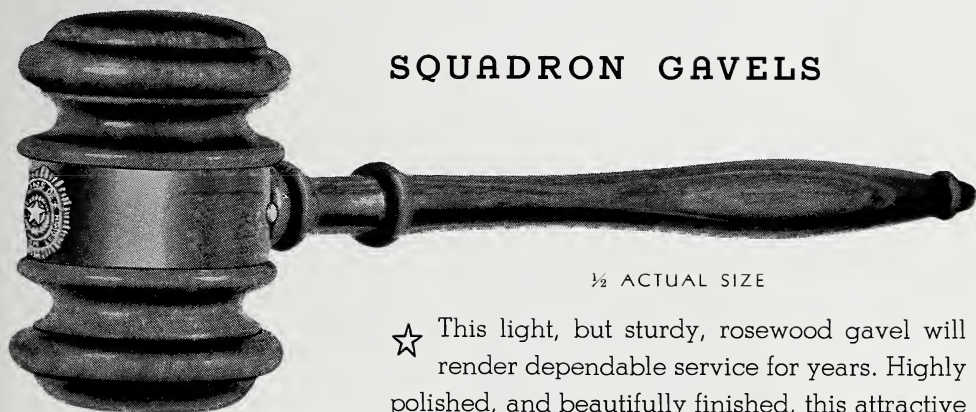 SQUADRON GAVELS
½ ACTUAL SIZE
☆ This light, but sturdy, rosewood gavel will
render dependable service for years. Highly
polished, and beautifully finished, this attractive